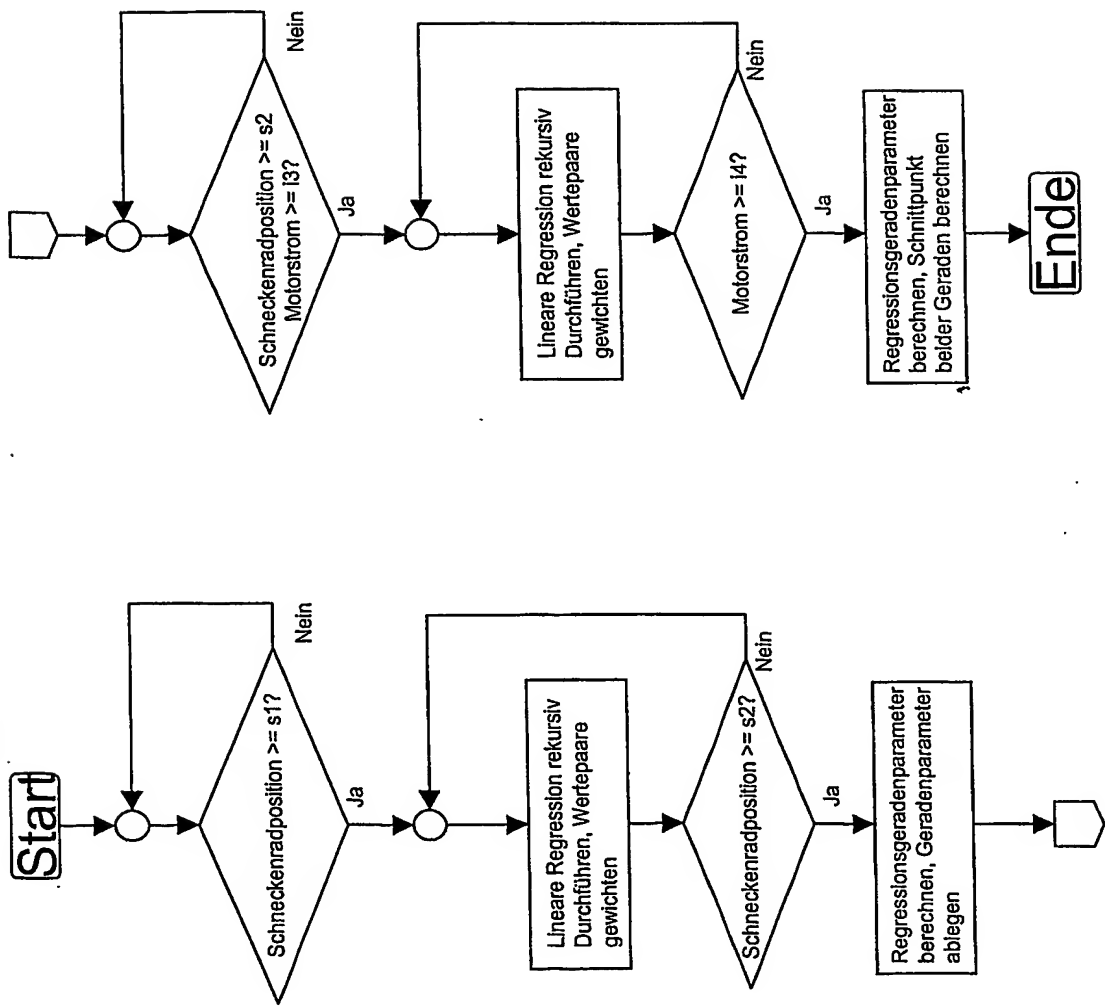 Start
Schneckenradposition >= s1?
Nein
Ja
Lineare Regression rekursiv
Durchführen, Wertepaare
gewichten
Schneckenradposition >= s2?
Nein
Ja
Regressionsgeradenparameter
berechnen, Geradenparameter
ablegen
Schneckenradposition >= s2
Motorstrom >= i3?
Nein
Ja
Lineare Regression rekursiv
Durchführen, Wertepaare
gewichten
Motorstrom >= i4?
Nein
Ja
Regressionsgeradenparameter
berechnen, Schnittpunkt
beider Geraden berechnen
Ende